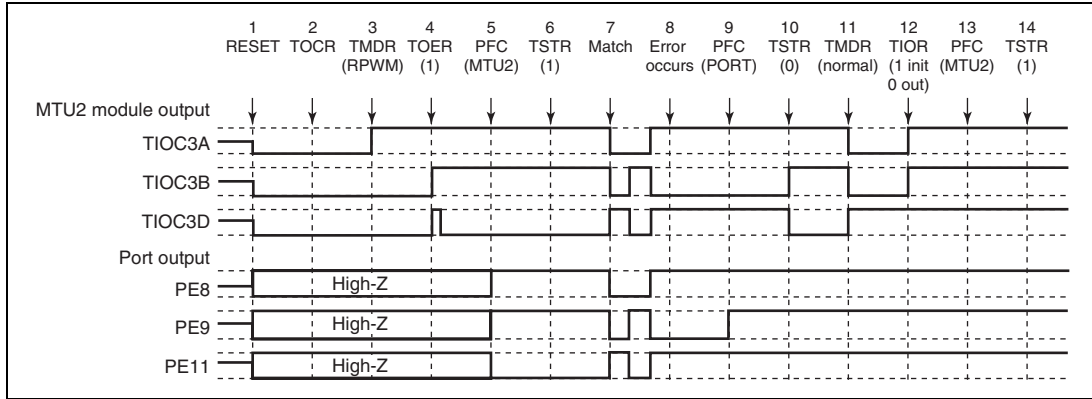 1 2 3 4 5 6 7 8 9 10 11 12 13 14
RESET TOCR TMDR TOER PFC TSTR Match Error PFC TSTR TMDR TIOR PFC TSTR
(RPWM) (1) (MTU2) (1) occurs (PORT) (0) (normal) (1 init (MTU2) (1)
0 out)
MTU2 module output
TIOC3A
TIOC3B
TIOC3D
Port output
PE8 High-Z
PE9 High-Z
PE11 High-Z